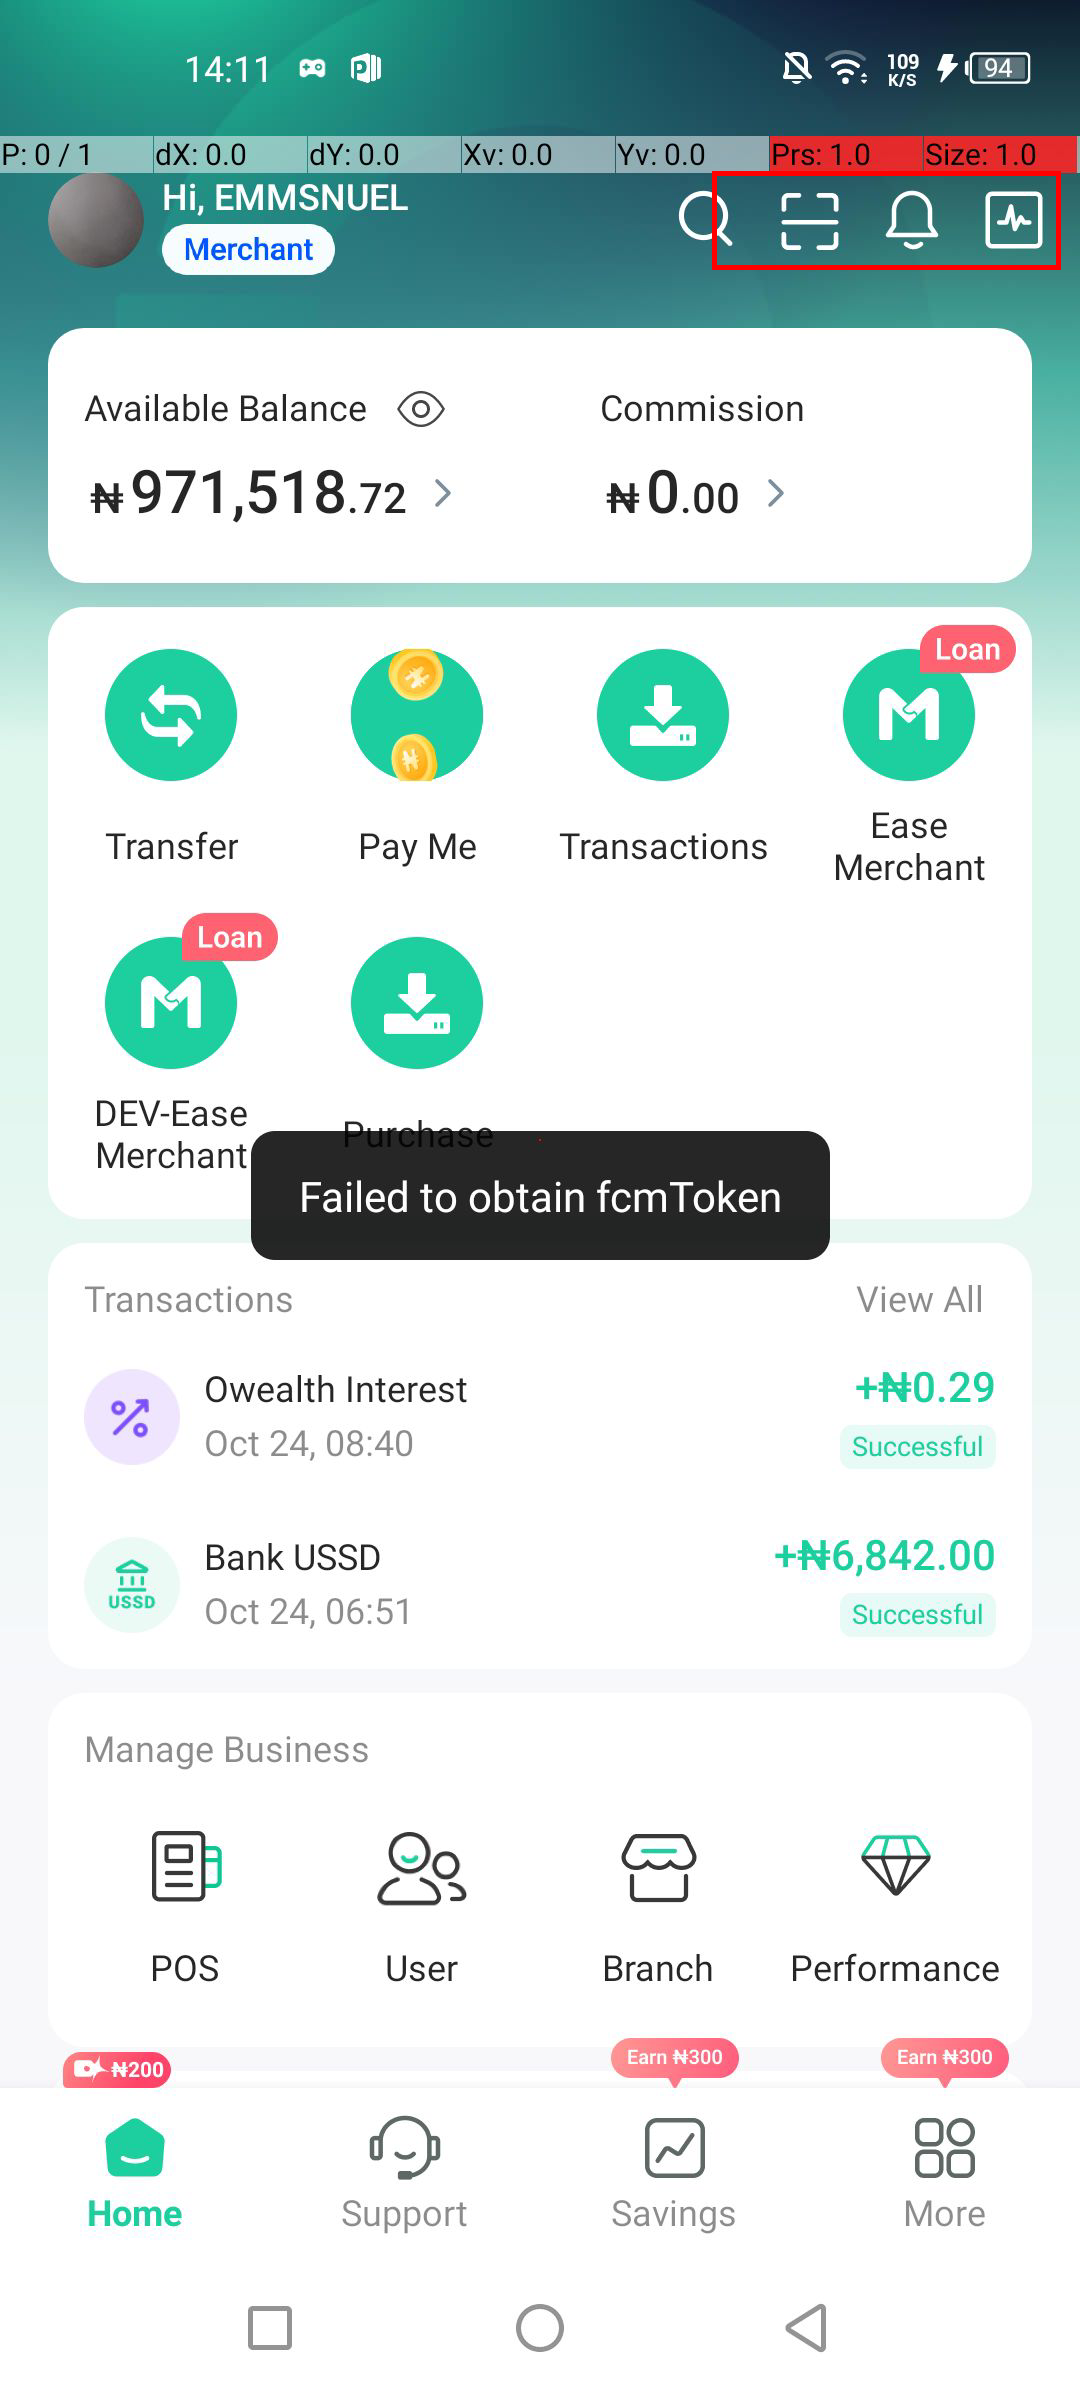 14:11 109 K/S 94
P: 0 / 1 dX: 0.0 dY: 0.0 Xv: 0.0 Yv: 0.0 Prs: 1.0 Size: 1.0
Hi, EMMSNUEL
Merchant
Available Balance Commission
₦971,518.72 ₦0.00
Loan
Transfer Pay Me Transactions Ease Merchant
Loan
DEV-Ease Merchant Purchase
Failed to obtain fcmToken
Transactions View All
Owealth Interest +₦0.29
Oct 24, 08:40 Successful
Bank USSD +₦6,842.00
USSD
Oct 24, 06:51 Successful
Manage Business
POS User Branch Performance
₦200 Earn ₦300 Earn ₦300
Home Support Savings More